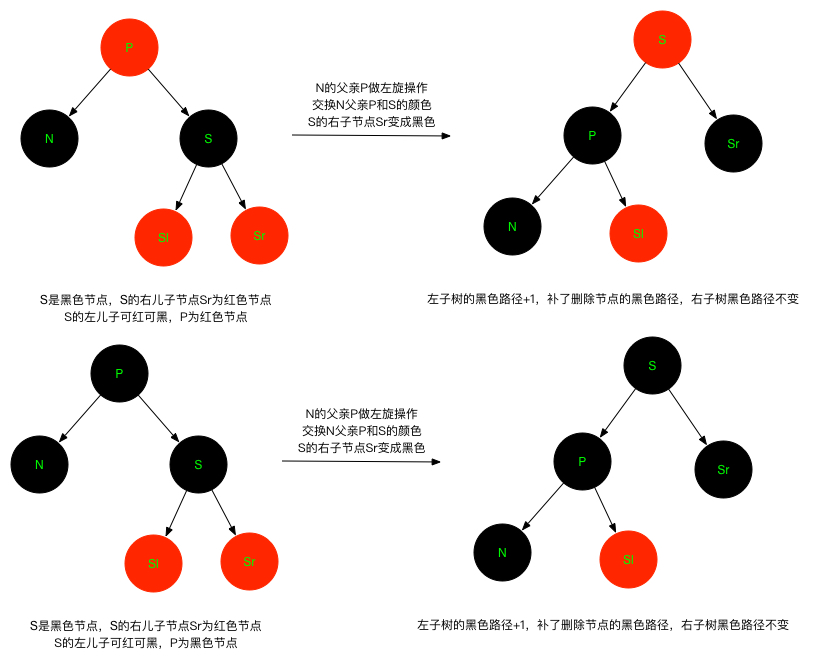 P
N
S
Sl
Sr
N的父亲P做左旋操作
交换N父亲P和S的颜色
S的右子节点Sr变成黑色
S
P
Sr
N
Sl
S是黑色节点，S的右儿子节点Sr为红色节点
S的左儿子可红可黑，P为红色节点
左子树的黑色路径+1，补了删除节点的黑色路径，右子树黑色路径不变
P
N
S
Sl
Sr
N的父亲P做左旋操作
交换N父亲P和S的颜色
S的右子节点Sr变成黑色
S
P
Sr
N
Sl
S是黑色节点，S的右儿子节点Sr为红色节点
S的左儿子可红可黑，P为黑色节点
左子树的黑色路径+1，补了删除节点的黑色路径，右子树黑色路径不变